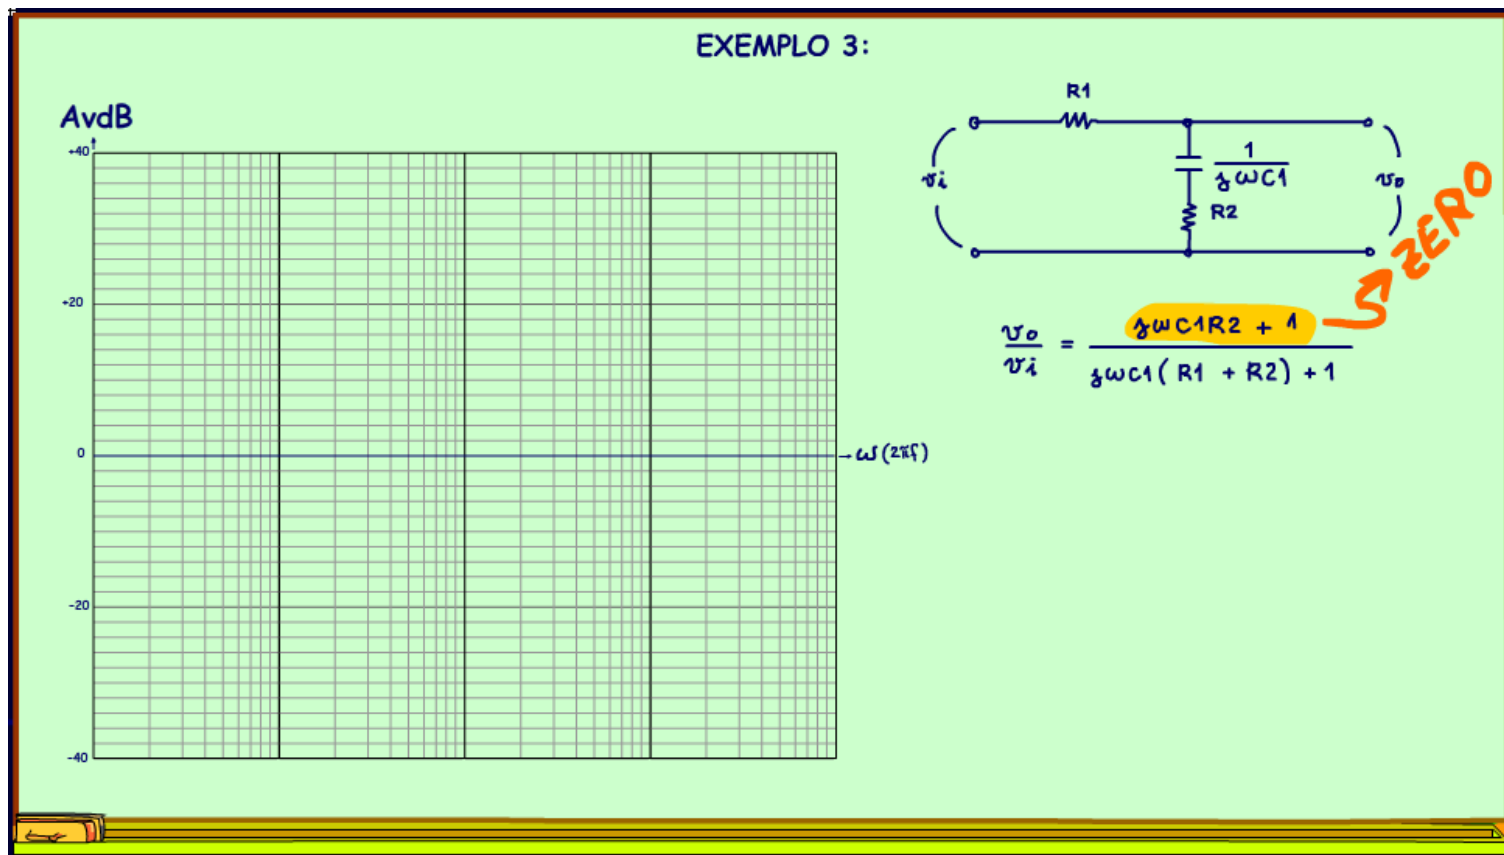 EXEMPLO 3:
AvdB
+40
+20
0
-20
-40
→ ω(2πf)
R1
vi
1
jωC1
R2
vo
ZERO
vo
vi
=
jωC1R2 + 1
jωC1(R1 + R2) + 1